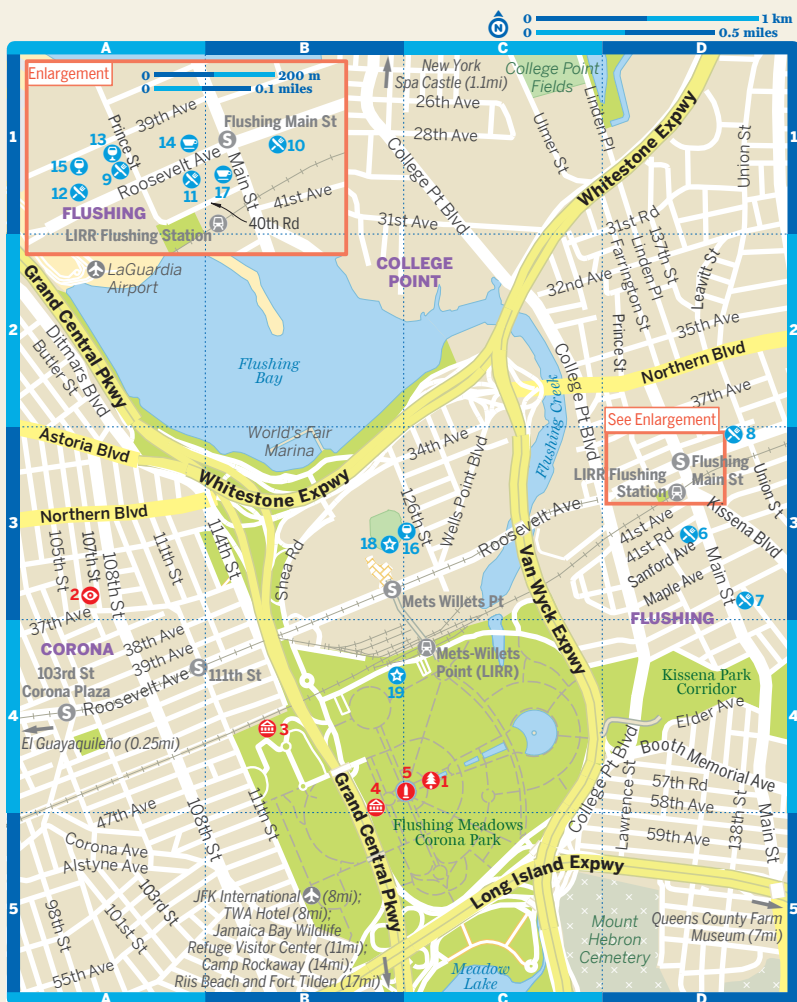 N
0 1 km
0 0.5 miles
A B C D
Enlargement
0 200 m
0 0.1 miles
39th Ave
Prince St
13
14
Flushing Main St
S
10
15
9
Roosevelt Ave
Main St
12
11
17
41st Ave
FLUSHING
40th Rd
LIRR Flushing Station
New York
Spa Castle (1.1mi)
College Point
Fields
26th Ave
28th Ave
Linden Pl
Ulmer St
Whitestone Expwy
Union St
College Pt Blvd
31st Ave
1
1
31st Rd
137th St
Linden Pl
Farrington St
Leavitt St
COLLEGE
POINT
32nd Ave
LaGuardia
Airport
Grand Central Pkwy
Ditmars Blvd
Butler St
2
2
Flushing
Bay
Prince St
35th Ave
Northern Blvd
College Pt Blvd
Flushing Creek
37th Ave
See Enlargement
8
World's Fair
Marina
34th Ave
Astoria Blvd
Whitestone Expwy
Wells Point Blvd
S Flushing
Main St
LIRR Flushing
Station
Union St
Northern Blvd
3
3
126th St
Roosevelt Ave
Kissena Blvd
41st Ave
6
41st Rd
18
16
105th St
107th St
108th St
111th St
114th St
Shea Rd
Sanford Ave
Main St
Maple Ave
Van Wyck Expwy
2
S
Mets Willets Pt
7
37th Ave
FLUSHING
CORONA
38th Ave
39th Ave
Mets-Willets
Point (LIRR)
103rd St
Corona Plaza
S
111th St
S
Roosevelt Ave
19
Kissena Park
Corridor
4
4
3
Elder Ave
El Guayaquileño (0.25mi)
Booth Memorial Ave
College Pt Blvd
Lawrence St
5
1
4
57th Rd
58th Ave
47th Ave
108th St
111th St
Grand Central Pkwy
Flushing Meadows
Corona Park
138th St
Main St
59th Ave
Corona Ave
Alstyne Ave
Long Island Expwy
103rd St
101st St
98th St
55th Ave
5
5
JFK International (8mi);
TWA Hotel (8mi);
Jamaica Bay Wildlife
Refuge Visitor Center (11mi);
Camp Rockaway (14mi);
Riis Beach and Fort Tilden (17mi)
Mount
Hebron
Cemetery
Queens County Farm
Museum (7mi)
Meadow
Lake
A B C D